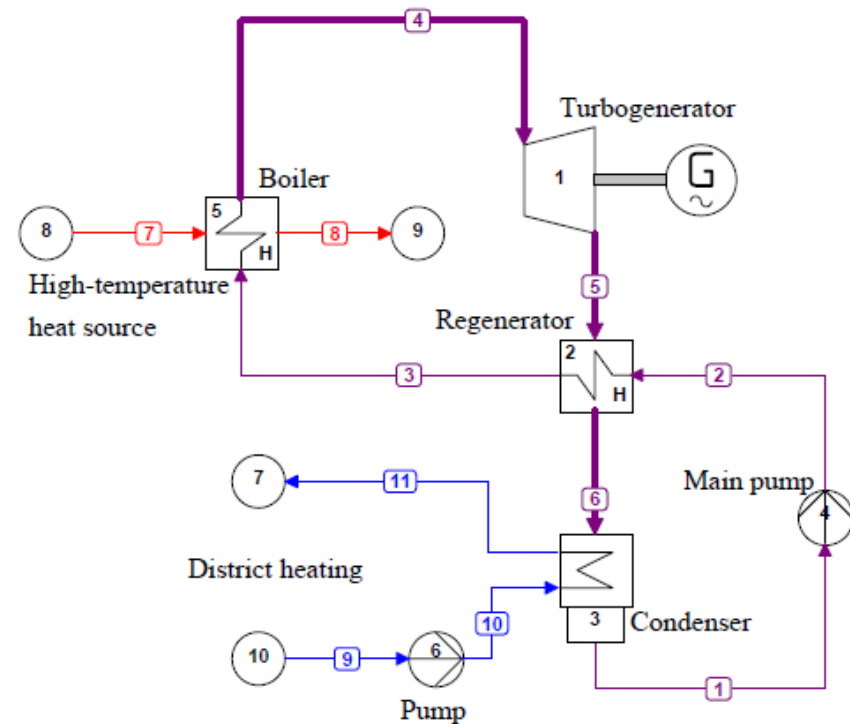 4
Turbogenerator
1
G
~
Boiler
5
H
8
7
8
9
High-temperature
heat source
5
Regenerator
2
H
3
2
7
11
6
Main pump
4
District heating
10
3
Condenser
10
9
6
1
Pump